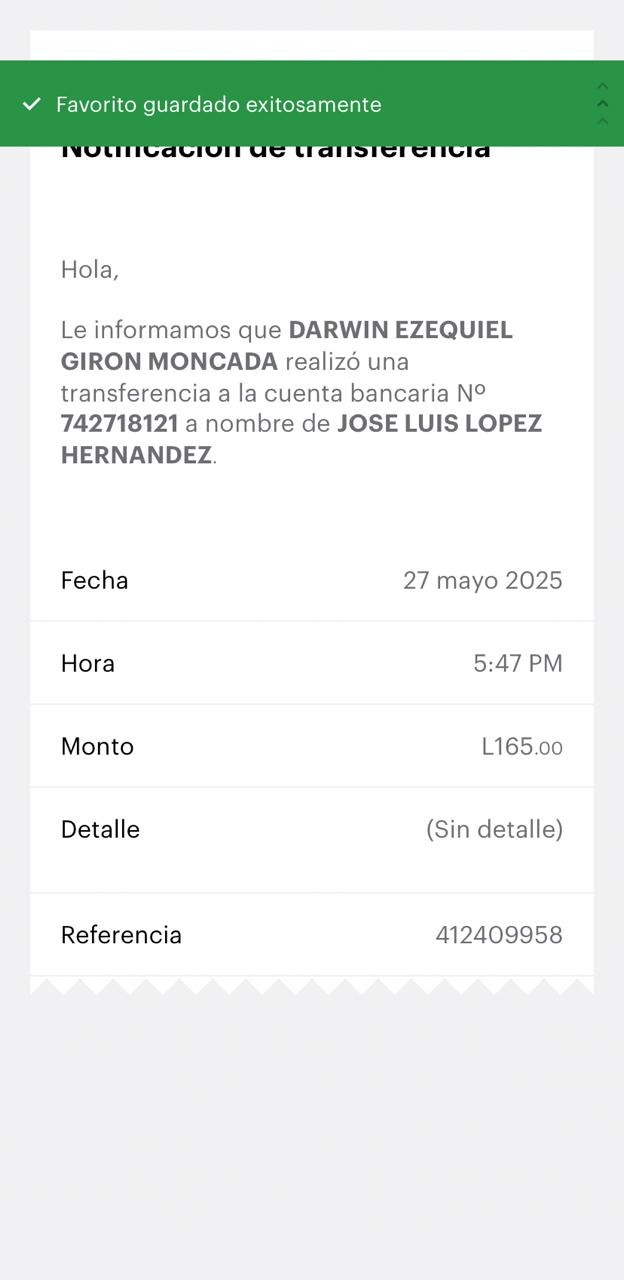 Favorito guardado exitosamente
Notificación de transferencia
Hola,
Le informamos que DARWIN EZEQUIEL
GIRON MONCADA realizó una
transferencia a la cuenta bancaria Nº
742718121 a nombre de JOSE LUIS LOPEZ
HERNANDEZ.
Fecha 27 mayo 2025
Hora 5:47 PM
Monto L165.00
Detalle (Sin detalle)
Referencia 412409958